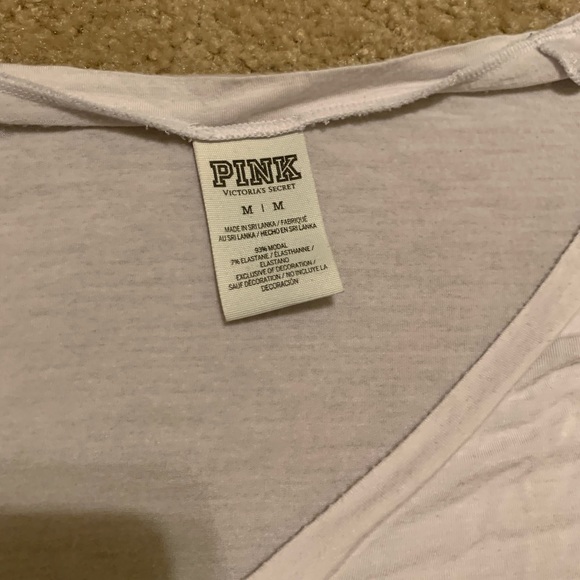 PINK
VICTORIA'S SECRET
M | M
MADE IN SRI LANKA / FABRIQUÉ
AU SRI LANKA / HECHO EN SRI LANKA
93% MODAL
7% ELASTANE / ÉLASTHANNE /
ELASTANO
EXCLUSIVE OF DECORATION /
SAUF DÉCORATION / NO INCLUYE LA
DECORACIÓN